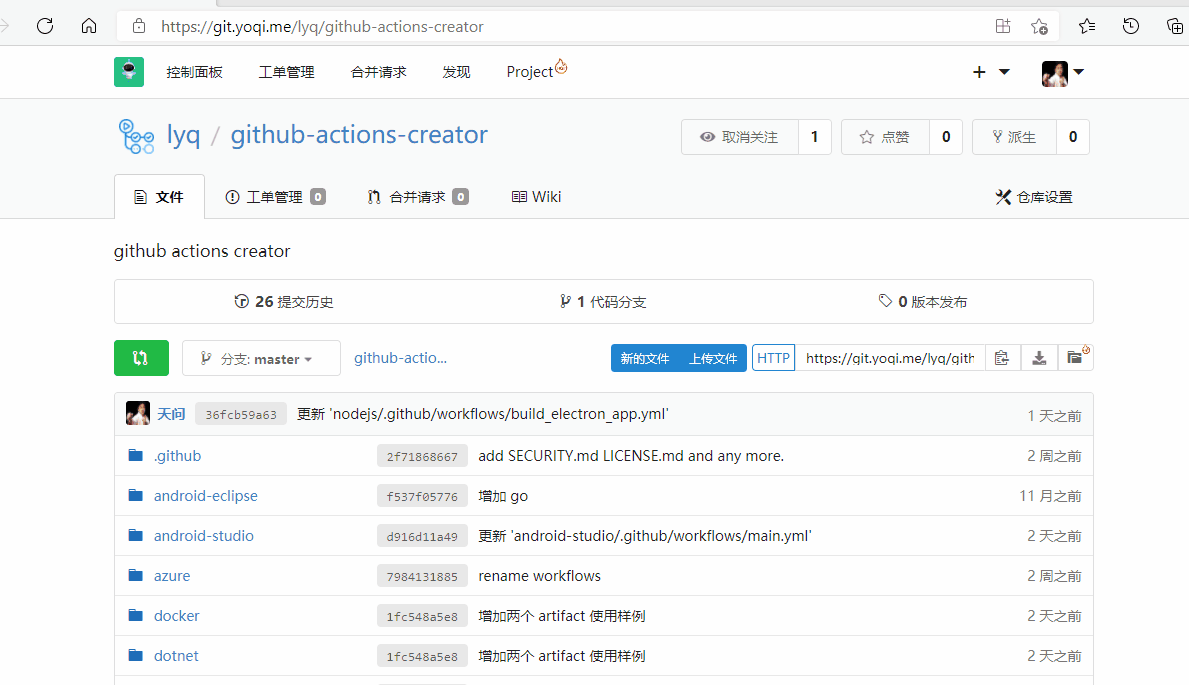 https://git.yoqi.me/lyq/github-actions-creator
控制面板 工单管理 合并请求 发现 Project
lyq / github-actions-creator
取消关注 1 点赞 0 派生 0
文件 工单管理 0 合并请求 0 Wiki 仓库设置
github actions creator
26 提交历史 1 代码分支 0 版本发布
分支: master github-actio... 新的文件 上传文件 HTTP https://git.yoqi.me/lyq/gith
天问 36fcb59a63 更新 'nodejs/.github/workflows/build_electron_app.yml' 1 天之前
.github 2f71868667 add SECURITY.md LICENSE.md and any more. 2 周之前
android-eclipse f537f05776 增加 go 11 月之前
android-studio d916d11a49 更新 'android-studio/.github/workflows/main.yml' 2 天之前
azure 7984131885 rename workflows 2 周之前
docker 1fc548a5e8 增加两个 artifact 使用样例 2 天之前
dotnet 1fc548a5e8 增加两个 artifact 使用样例 2 天之前